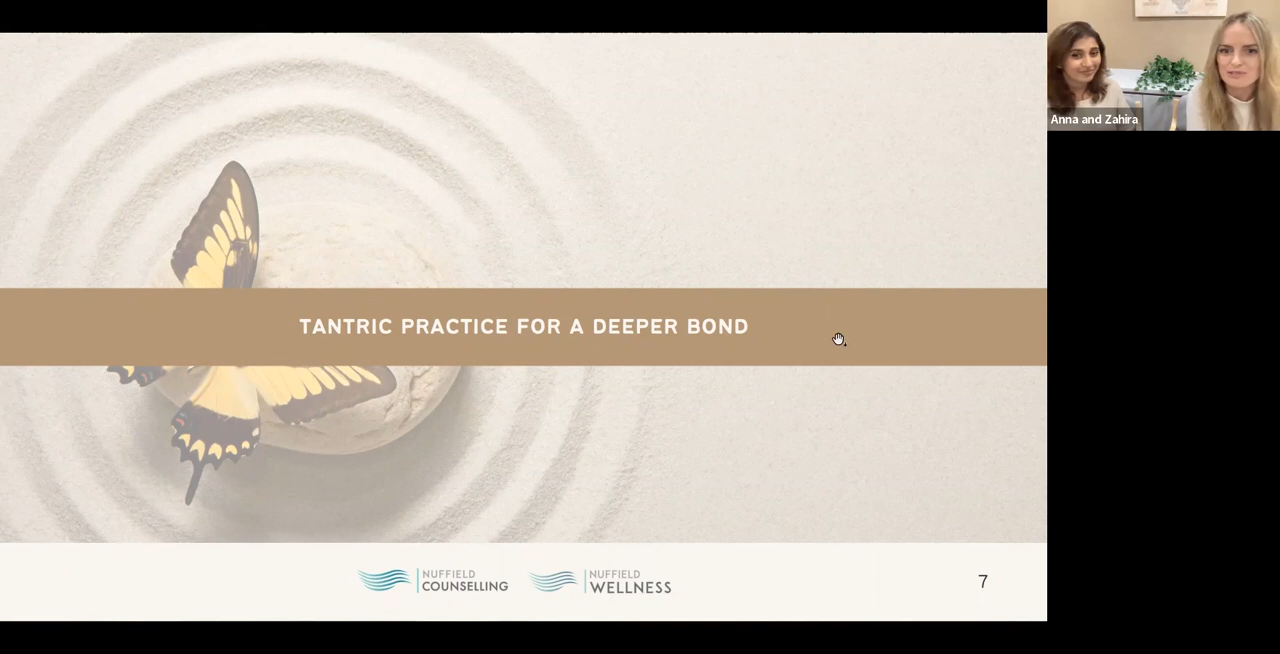 Anna and Zahira
TANTRIC PRACTICE FOR A DEEPER BOND
NUFFIELD
COUNSELLING
NUFFIELD
WELLNESS
7